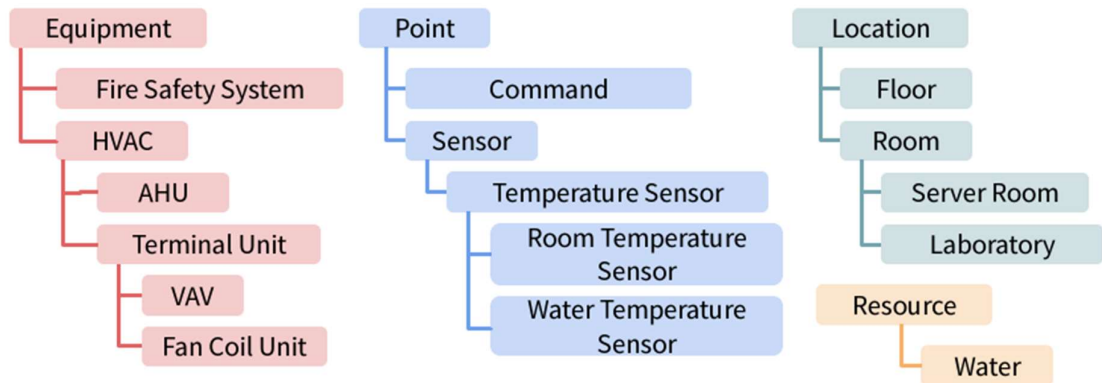 Equipment
Fire Safety System
HVAC
AHU
Terminal Unit
VAV
Fan Coil Unit
Point
Command
Sensor
Temperature Sensor
Room Temperature
Sensor
Water Temperature
Sensor
Location
Floor
Room
Server Room
Laboratory
Resource
Water